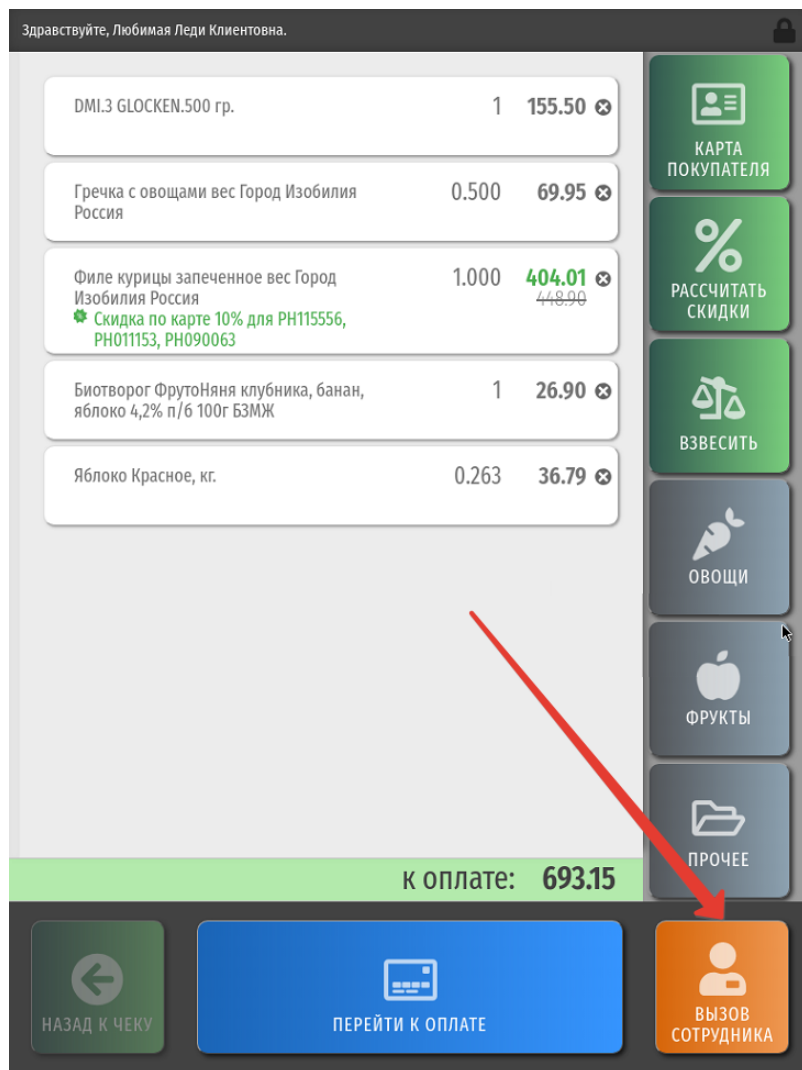 Здравствуйте, Любимая Леди Клиентовна.
DMI.3 GLOCKEN.500 гр. 1 155.50
Гречка с овощами вес Город Изобилия 0.500 69.95
Россия
Филе курицы запеченное вес Город 1.000 404.01
Изобилия Россия 448.90
Скидка по карте 10% для PH115556,
PH011153, PH090063
Биотворог ФрутоНяня клубника, банан, 1 26.90
яблоко 4,2% п/б 100г БЗМЖ
Яблоко Красное, кг. 0.263 36.79
к оплате: 693.15
КАРТА
ПОКУПАТЕЛЯ
РАССЧИТАТЬ
СКИДКИ
ВЗВЕСИТЬ
ОВОЩИ
ФРУКТЫ
ПРОЧЕЕ
НАЗАД К ЧЕКУ
ПЕРЕЙТИ К ОПЛАТЕ
ВЫЗОВ
СОТРУДНИКА